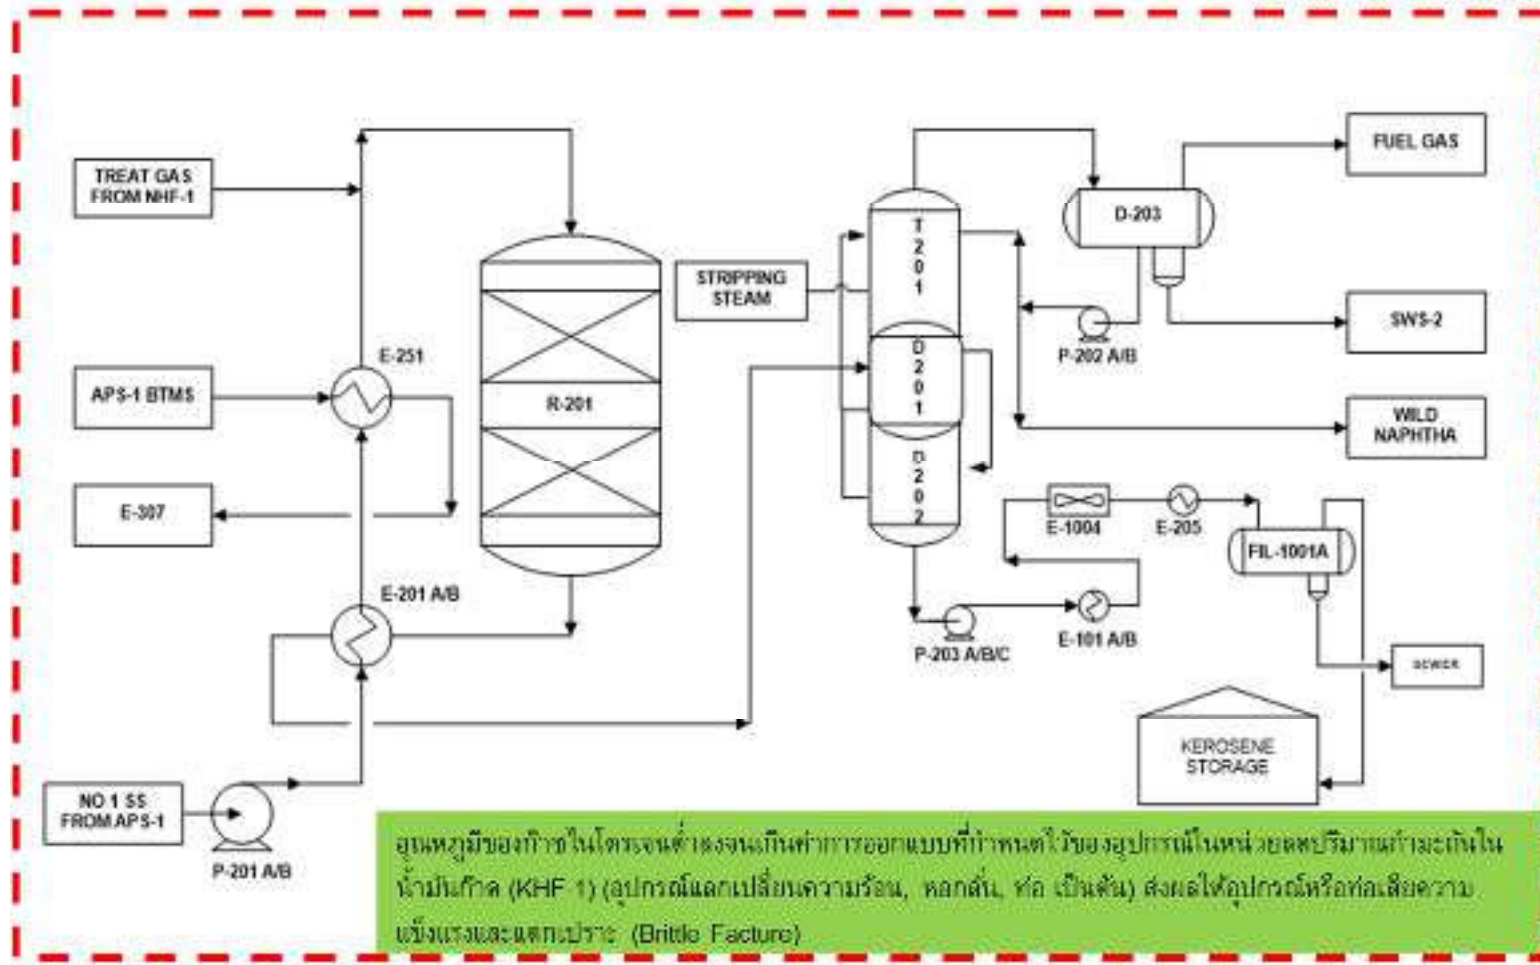 FUEL GAS
TREAT GAS
FROM NHF-1
D-203
T
2
0
1
STRIPPING
STEAM
SWS-2
P-202 A/B
E-251
D
2
0
1
APS-1 BTMS
R-201
WILD
NAPHTHA
D
2
0
2
E-307
E-1004
E-205
FIL-1001A
E-201 A/B
E-101 A/B
P-203 A/B/C
SEWER
KEROSENE
STORAGE
NO 1 SS
FROM APS-1
P-201 A/B
อุณหภูมิของก๊าซไนโตรเจนต่ำลงจนเกินค่าการออกแบบที่กำหนดไว้ของอุปกรณ์ในหน่วยลดปริมาณกำมะถันใน
น้ำมันก๊าด (KHF 1) (อุปกรณ์แลกเปลี่ยนความร้อน, หอกลั่น, ท่อ เป็นต้น) ส่งผลให้อุปกรณ์หรือท่อเสียความ
แข็งแรงและแตกเปราะ (Brittle Facture)